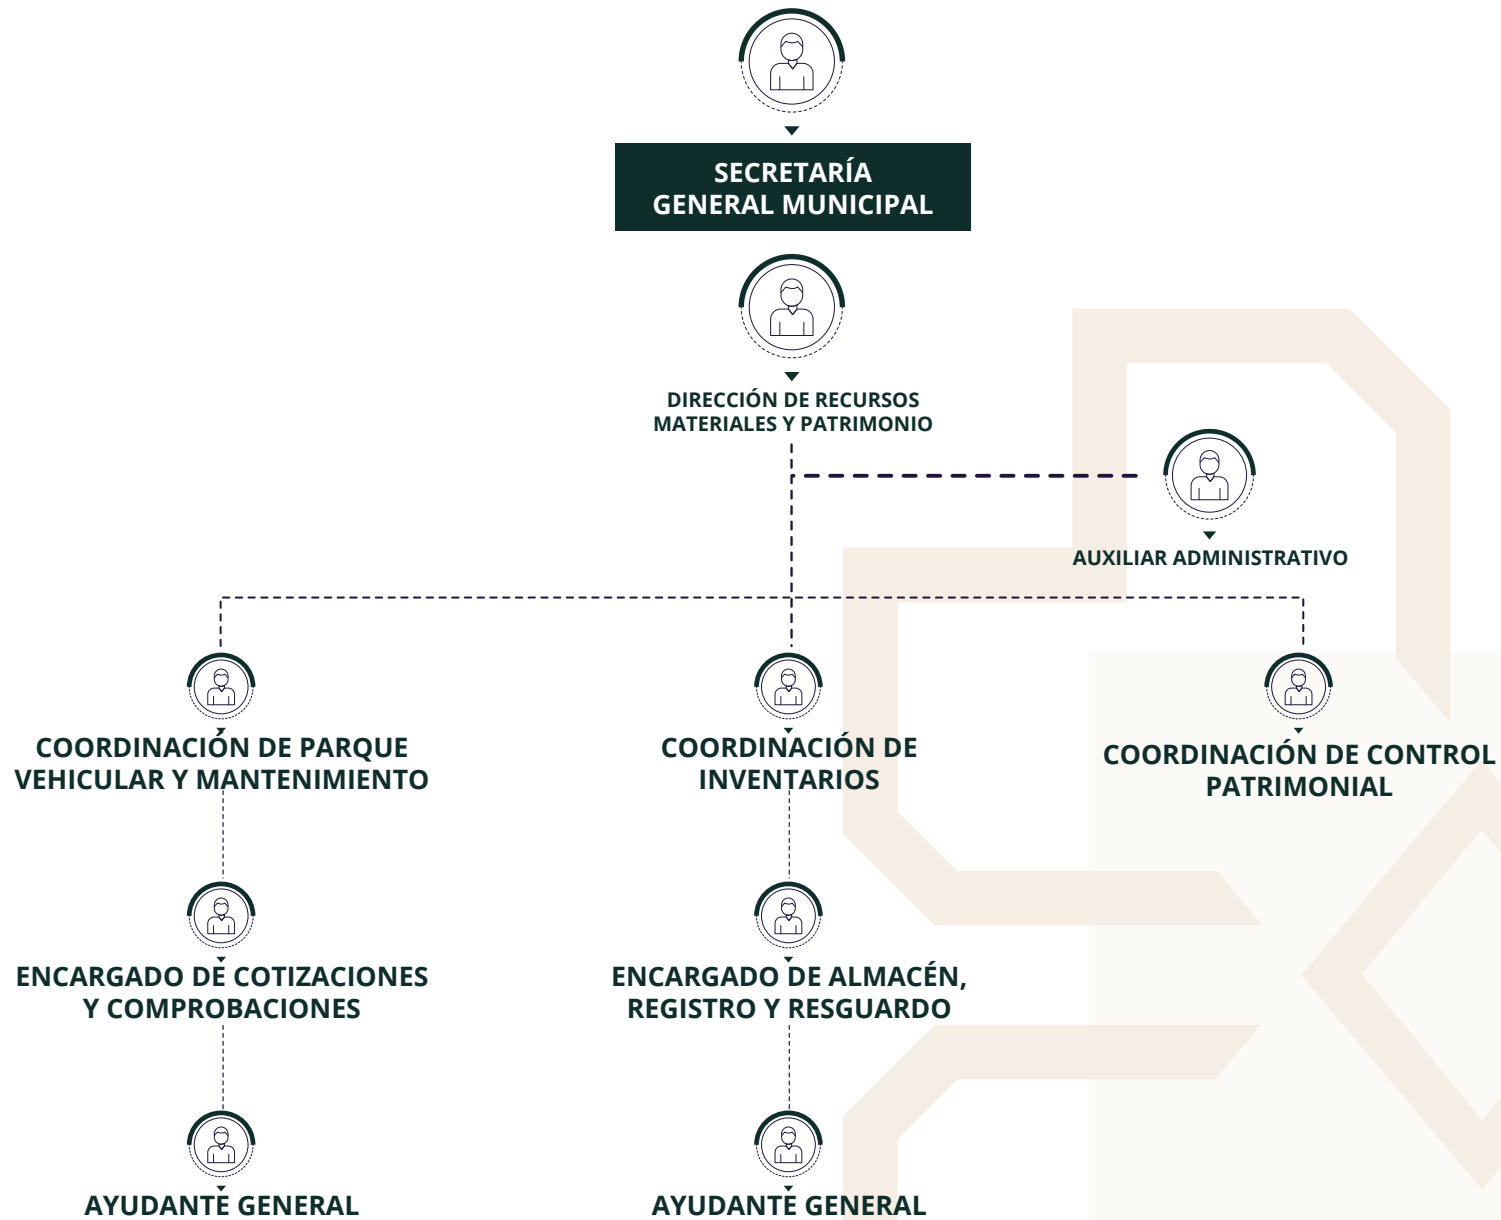 SECRETARÍA
GENERAL MUNICIPAL
DIRECCIÓN DE RECURSOS
MATERIALES Y PATRIMONIO
AUXILIAR ADMINISTRATIVO
COORDINACIÓN DE PARQUE
VEHICULAR Y MANTENIMIENTO
COORDINACIÓN DE
INVENTARIOS
COORDINACIÓN DE CONTROL
PATRIMONIAL
ENCARGADO DE COTIZACIONES
Y COMPROBACIONES
ENCARGADO DE ALMACÉN,
REGISTRO Y RESGUARDO
AYUDANTE GENERAL
AYUDANTE GENERAL